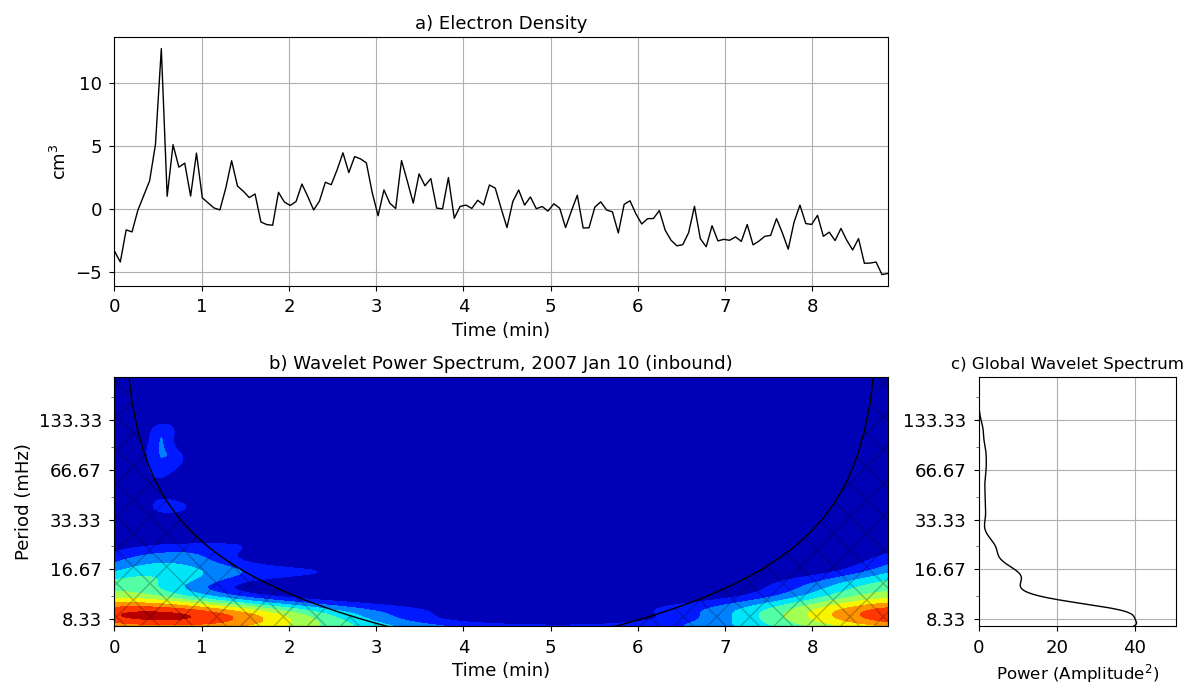 a) Electron Density
10
5
0
−5
cm³
0 1 2 3 4 5 6 7 8
Time (min)
b) Wavelet Power Spectrum, 2007 Jan 10 (inbound)
133.33
66.67
33.33
16.67
8.33
Period (mHz)
0 1 2 3 4 5 6 7 8
Time (min)
c) Global Wavelet Spectrum
133.33
66.67
33.33
16.67
8.33
0 20 40
Power (Amplitude²)